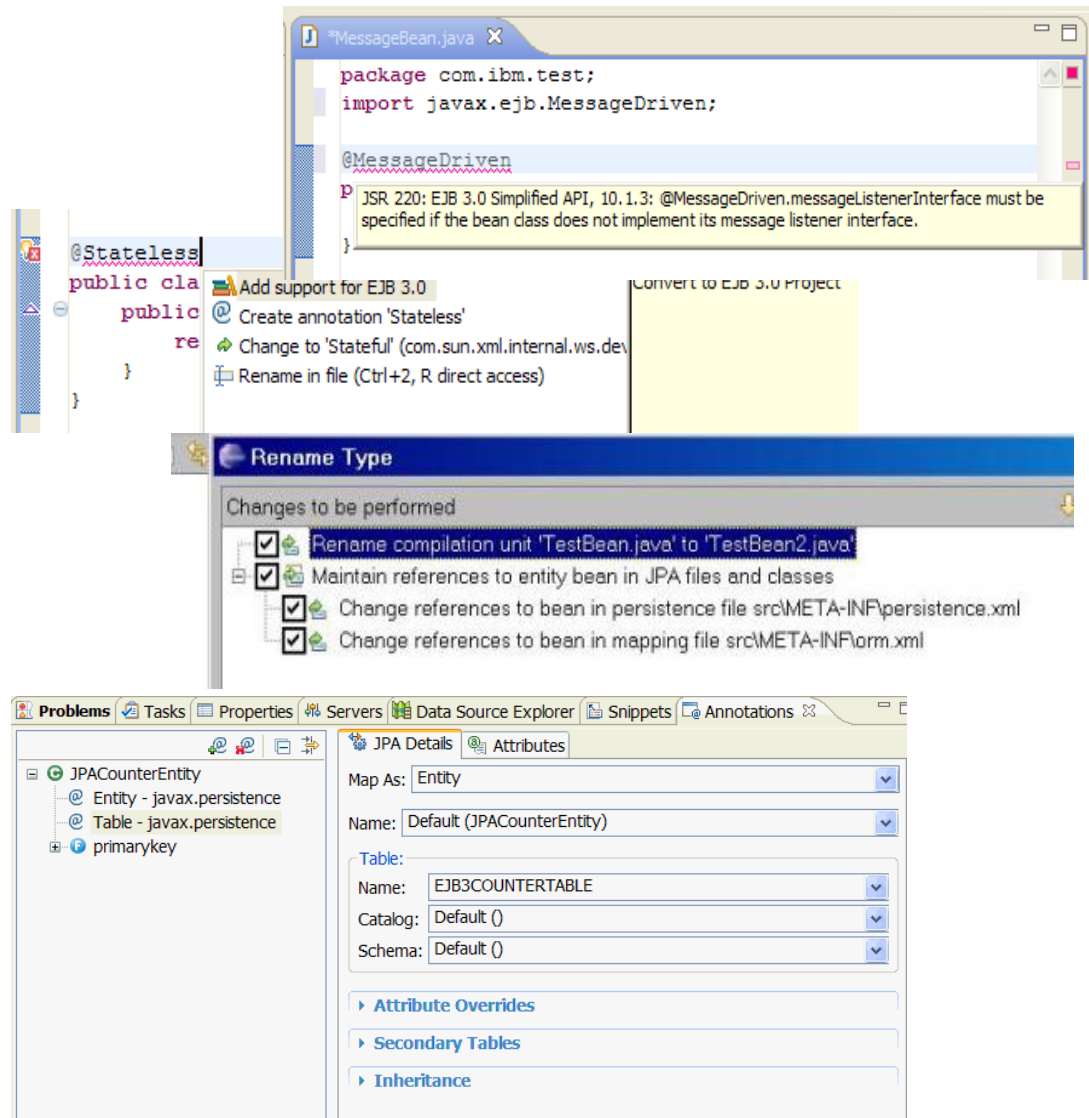 *MessageBean.java
package com.ibm.test;
import javax.ejb.MessageDriven;
@MessageDriven
p
JSR 220: EJB 3.0 Simplified API, 10.1.3: @MessageDriven.messageListenerInterface must be
specified if the bean class does not implement its message listener interface.
}
@Stateless
public cla
public
re
}
}
Add support for EJB 3.0
Create annotation 'Stateless'
Change to 'Stateful' (com.sun.xml.internal.ws.dev
Rename in file (Ctrl+2, R direct access)
Convert to EJB 3.0 Project
Rename Type
Changes to be performed
Rename compilation unit 'TestBean.java' to 'TestBean2.java'
Maintain references to entity bean in JPA files and classes
Change references to bean in persistence file src\META-INF\persistence.xml
Change references to bean in mapping file src\META-INF\orm.xml
Problems Tasks Properties Servers Data Source Explorer Snippets Annotations
JPACounterEntity
Entity - javax.persistence
Table - javax.persistence
primarykey
JPA Details Attributes
Map As: Entity
Name: Default (JPACounterEntity)
Table:
Name: EJB3COUNTERTABLE
Catalog: Default ()
Schema: Default ()
Attribute Overrides
Secondary Tables
Inheritance